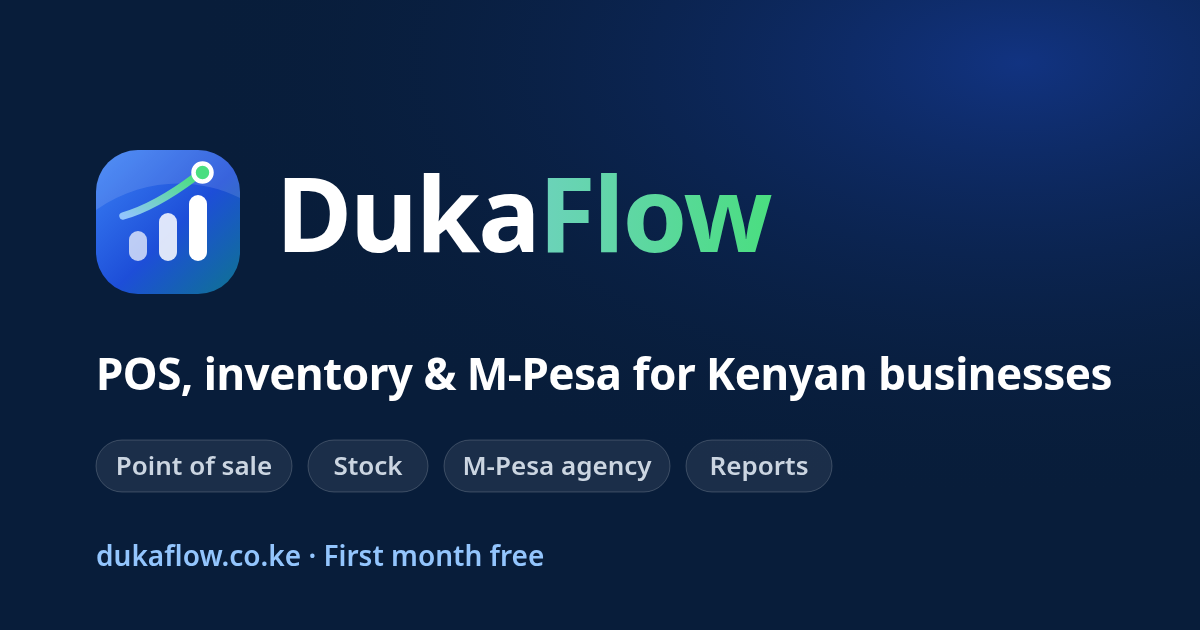 DukaFlow
POS, inventory & M-Pesa for Kenyan businesses
Point of sale Stock M-Pesa agency Reports
dukaflow.co.ke · First month free